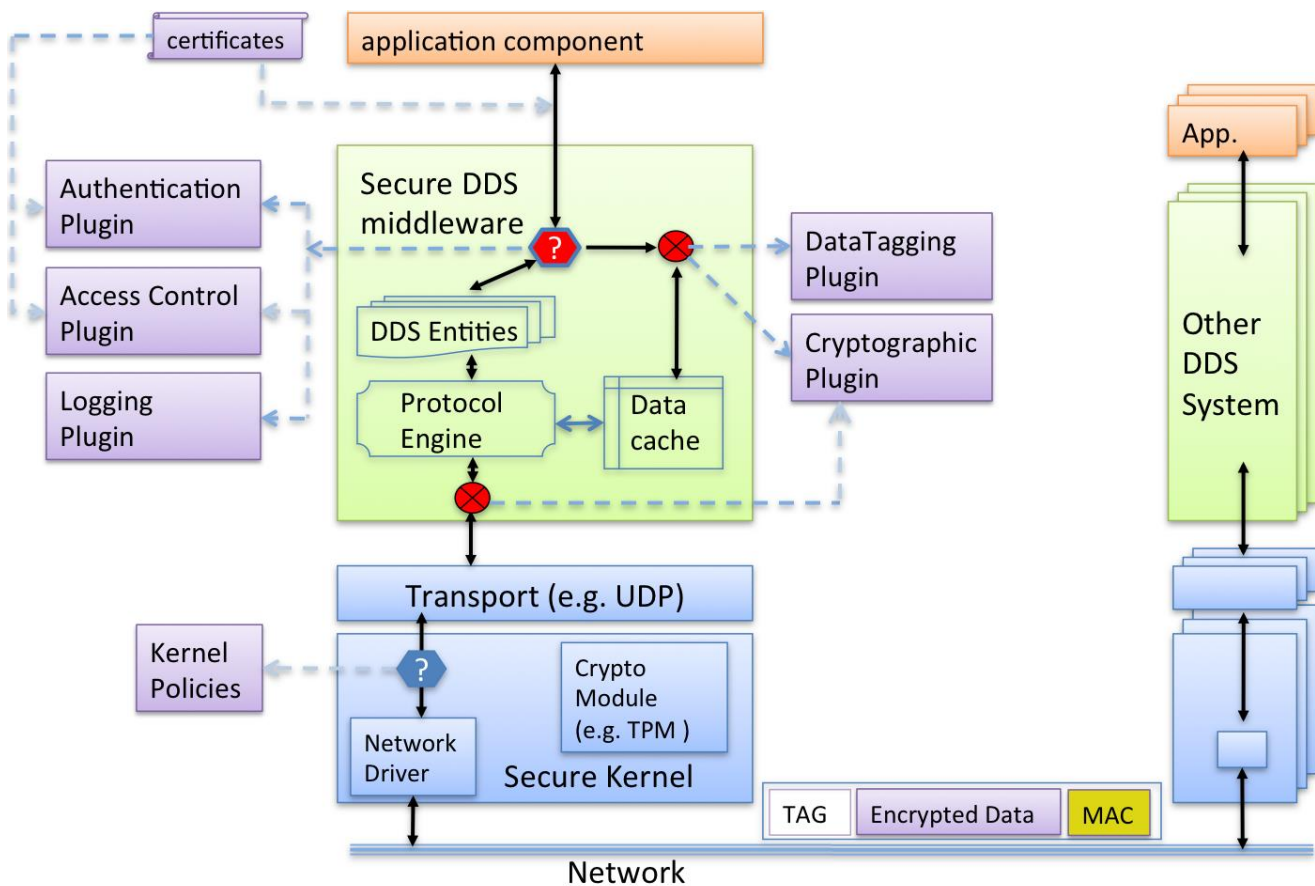 certificates
application component
App.
Authentication
Plugin
Secure DDS
middleware
?
DataTagging
Plugin
Access Control
Plugin
DDS Entities
Cryptographic
Plugin
Other
DDS
System
Logging
Plugin
Protocol
Engine
Data
cache
Transport (e.g. UDP)
Kernel
Policies
?
Crypto
Module
(e.g. TPM )
Network
Driver
Secure Kernel
TAG
Encrypted Data
MAC
Network